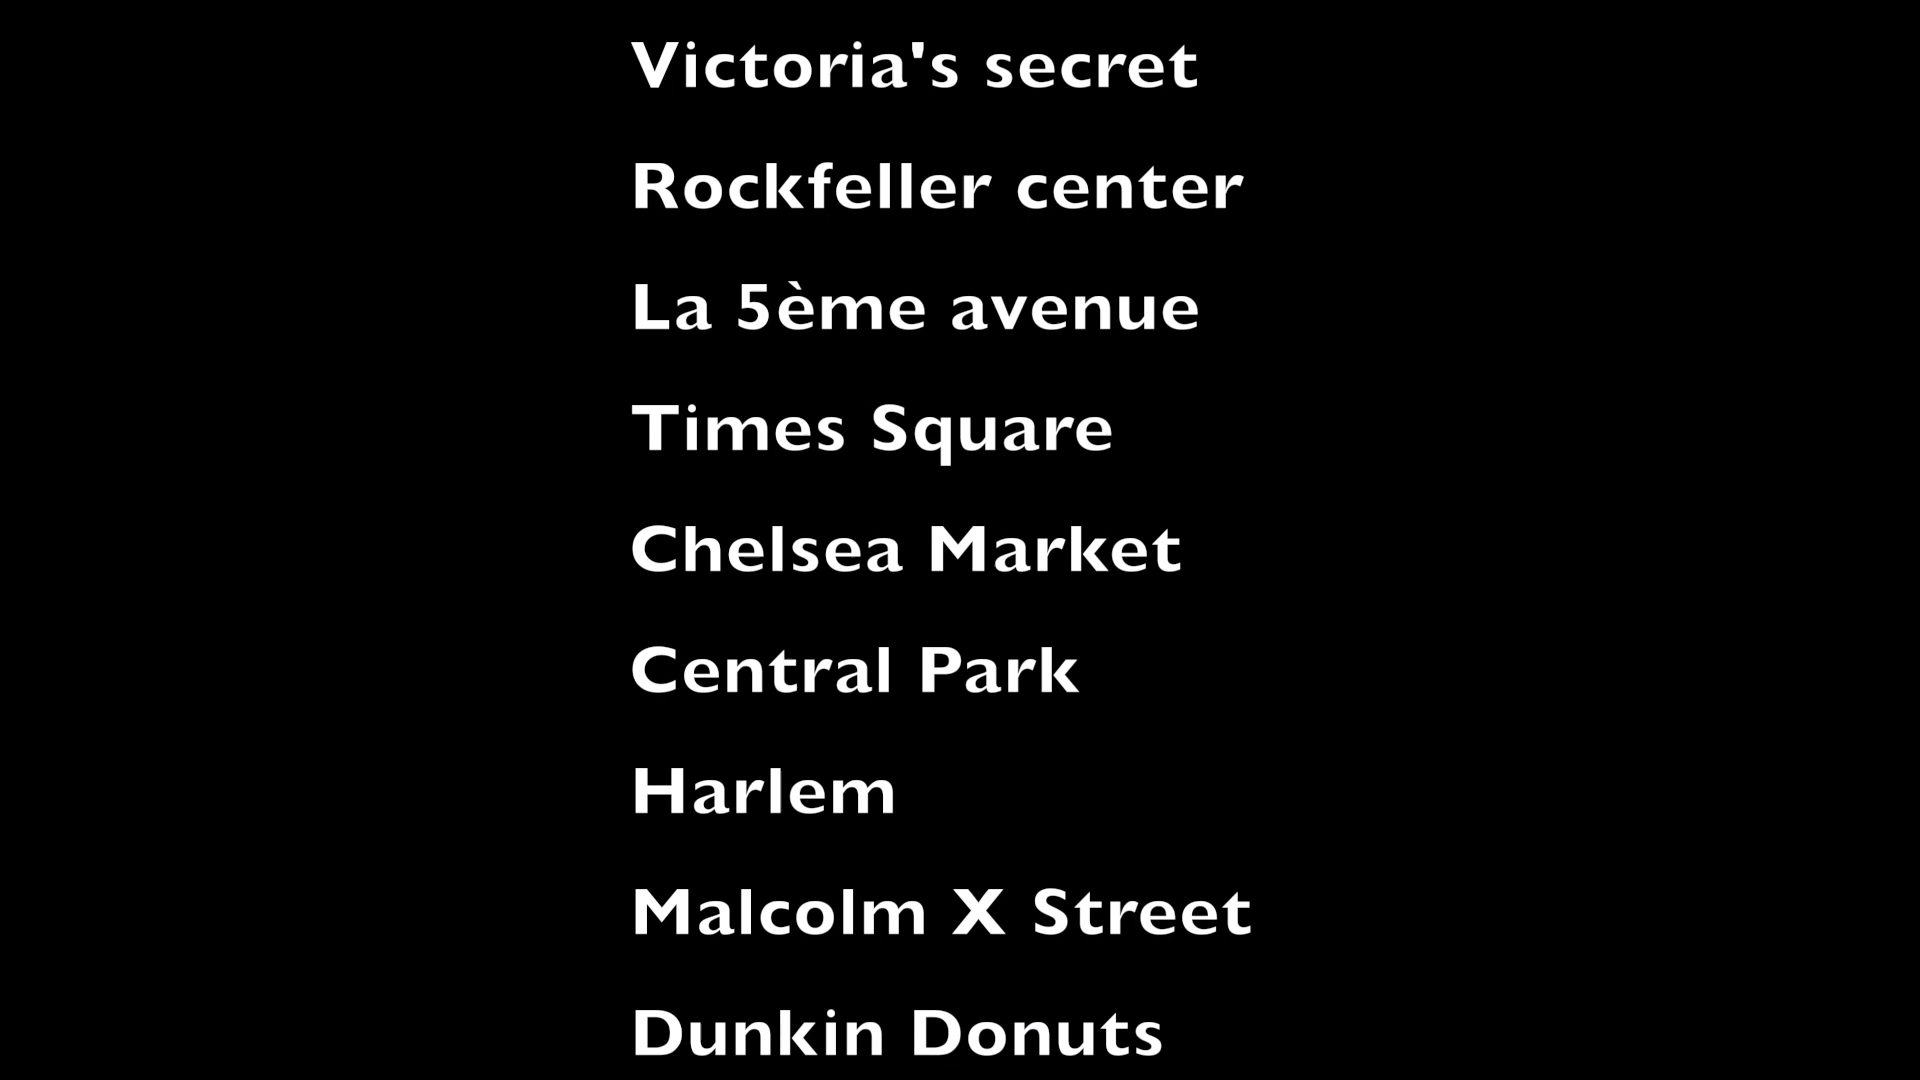 Victoria's secret
Rockfeller center
La 5ème avenue
Times Square
Chelsea Market
Central Park
Harlem
Malcolm X Street
Dunkin Donuts